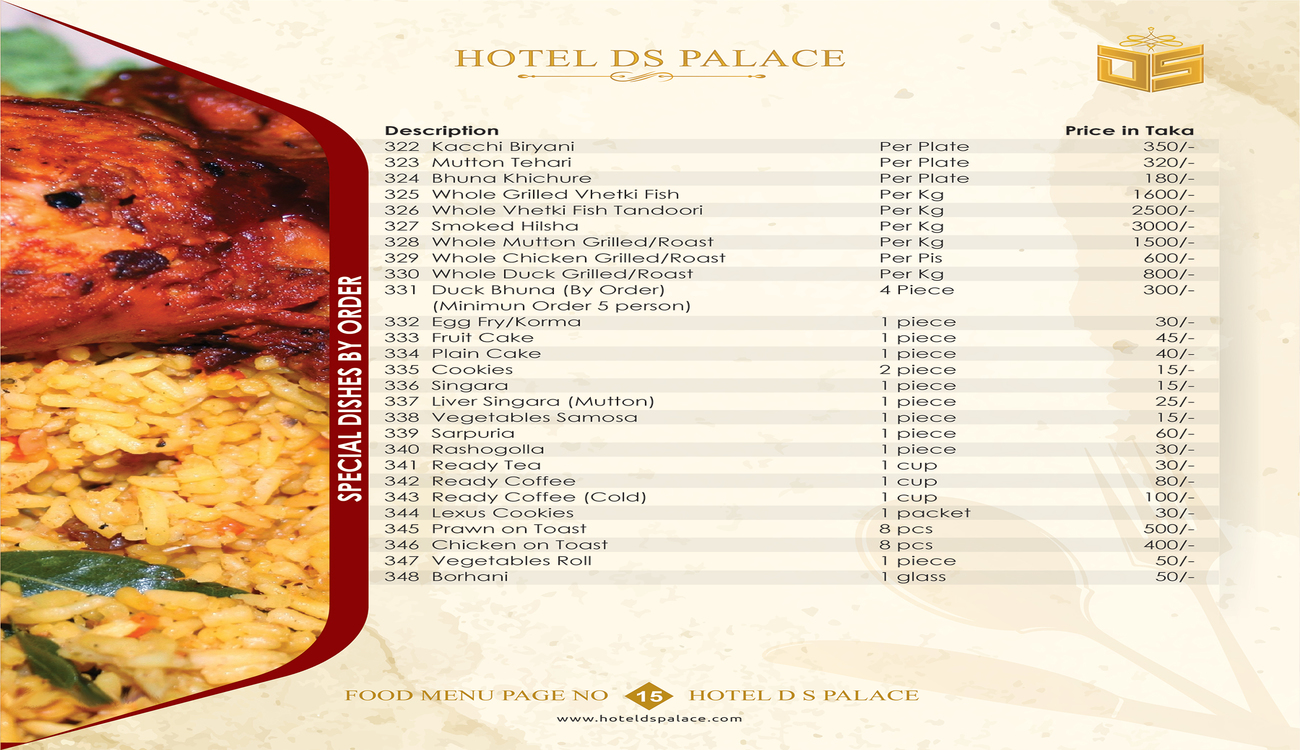 HOTEL DS PALACE
DS
Description Price in Taka
322 Kacchi Biryani Per Plate 350/-
323 Mutton Tehari Per Plate 320/-
324 Bhuna Khichure Per Plate 180/-
325 Whole Grilled Vhetki Fish Per Kg 1600/-
326 Whole Vhetki Fish Tandoori Per Kg 2500/-
327 Smoked Hilsha Per Kg 3000/-
328 Whole Mutton Grilled/Roast Per Kg 1500/-
329 Whole Chicken Grilled/Roast Per Pis 600/-
330 Whole Duck Grilled/Roast Per Kg 800/-
331 Duck Bhuna (By Order) 4 Piece 300/-
(Minimun Order 5 person)
332 Egg Fry/Korma 1 piece 30/-
333 Fruit Cake 1 piece 45/-
334 Plain Cake 1 piece 40/-
335 Cookies 2 piece 15/-
336 Singara 1 piece 15/-
337 Liver Singara (Mutton) 1 piece 25/-
338 Vegetables Samosa 1 piece 15/-
339 Sarpuria 1 piece 60/-
340 Rashogolla 1 piece 30/-
341 Ready Tea 1 cup 30/-
342 Ready Coffee 1 cup 80/-
343 Ready Coffee (Cold) 1 cup 100/-
344 Lexus Cookies 1 packet 30/-
345 Prawn on Toast 8 pcs 500/-
346 Chicken on Toast 8 pcs 400/-
347 Vegetables Roll 1 piece 50/-
348 Borhani 1 glass 50/-
SPECIAL DISHES BY ORDER
FOOD MENU PAGE NO 15 HOTEL D S PALACE
www.hoteldspalace.com